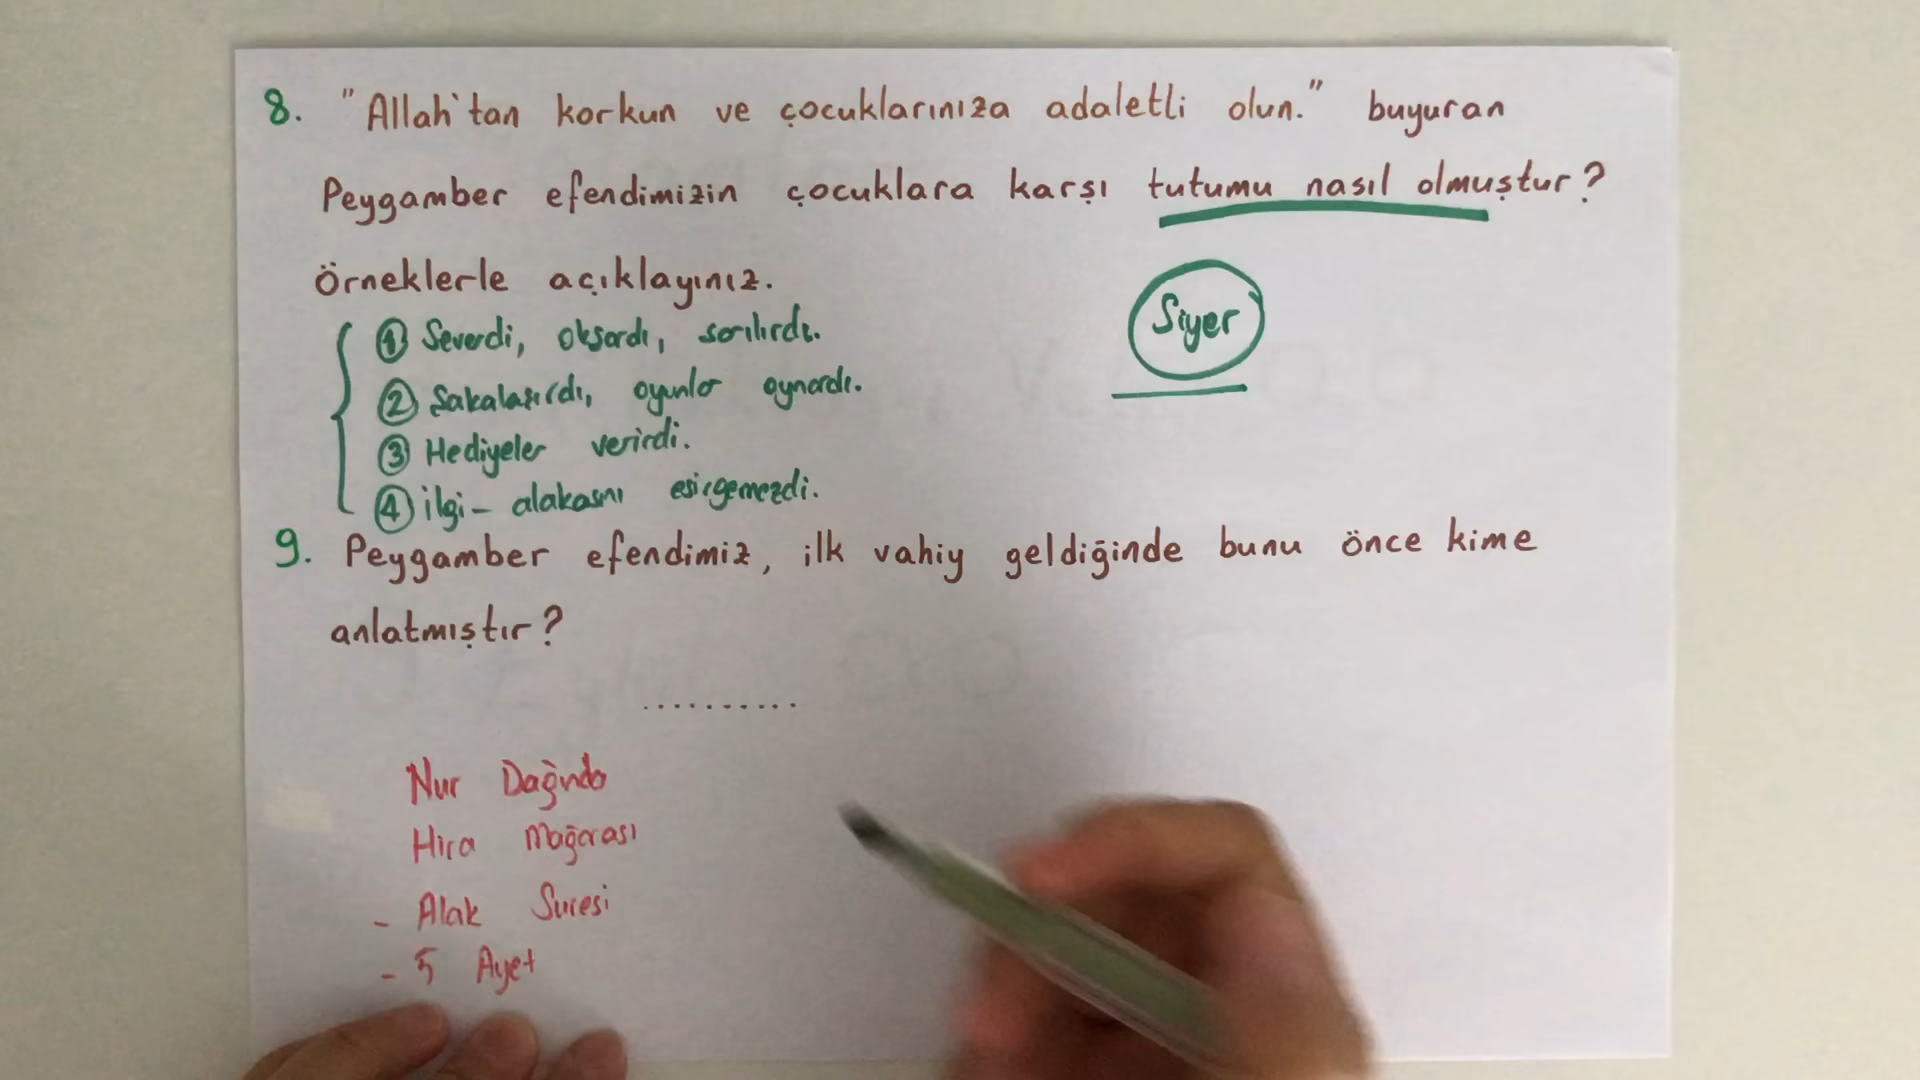 8. "Allah'tan korkun ve çocuklarınıza adaletli olun." buyuran
Peygamber efendimizin çocuklara karşı tutumu nasıl olmuştur?
Örneklerle açıklayınız.
Siyer
① Severdi, okşardı, sarılırdı.
② Şakalaşırdı, oyunlar oynardı.
③ Hediyeler verirdi.
④ ilgi - alakasını esirgemezdi.
9. Peygamber efendimiz, ilk vahiy geldiğinde bunu önce kime
anlatmıştır?
..........
Nur Dağında
Hira Mağarası
- Alak Suresi
- 5 Ayet